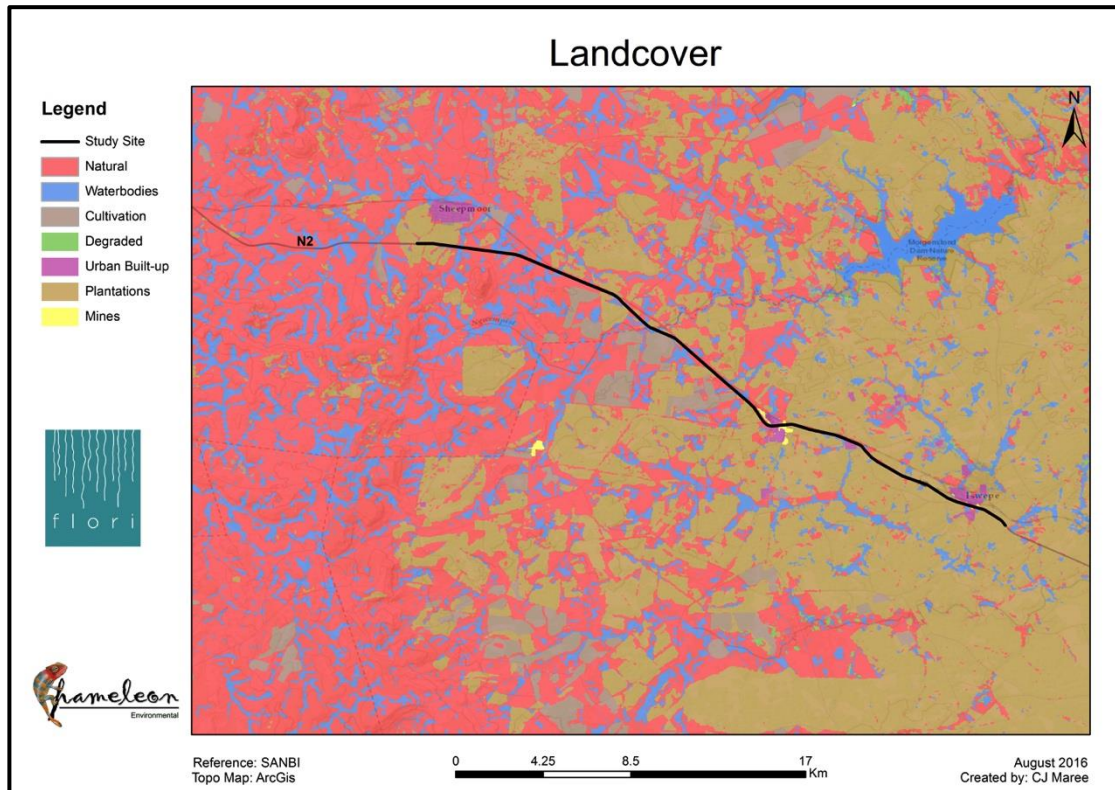 Landcover
Legend
Study Site
Natural
Waterbodies
Cultivation
Degraded
Urban Built-up
Plantations
Mines
N
Sheepmoor
N2
Dam Nature
Reserve
Iswepe
flori
Chameleon
Environmental
Reference: SANBI
Topo Map: ArcGis
0 4.25 8.5 17
Km
August 2016
Created by: CJ Maree